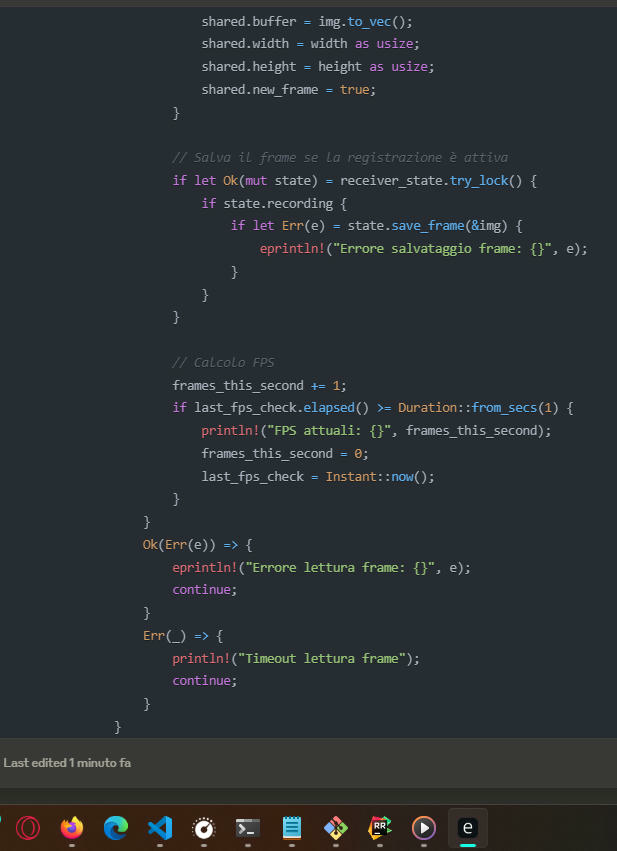 shared.buffer = img.to_vec();
shared.width = width as usize;
shared.height = height as usize;
shared.new_frame = true;
}
// Salva il frame se la registrazione è attiva
if let Ok(mut state) = receiver_state.try_lock() {
if state.recording {
if let Err(e) = state.save_frame(&img) {
eprintln!("Errore salvataggio frame: {}", e);
}
}
}
// Calcolo FPS
frames_this_second += 1;
if last_fps_check.elapsed() >= Duration::from_secs(1) {
println!("FPS attuali: {}", frames_this_second);
frames_this_second = 0;
last_fps_check = Instant::now();
}
}
Ok(Err(e)) => {
eprintln!("Errore lettura frame: {}", e);
continue;
}
Err(_) => {
println!("Timeout lettura frame");
continue;
}
}
Last edited 1 minuto fa
RR
e